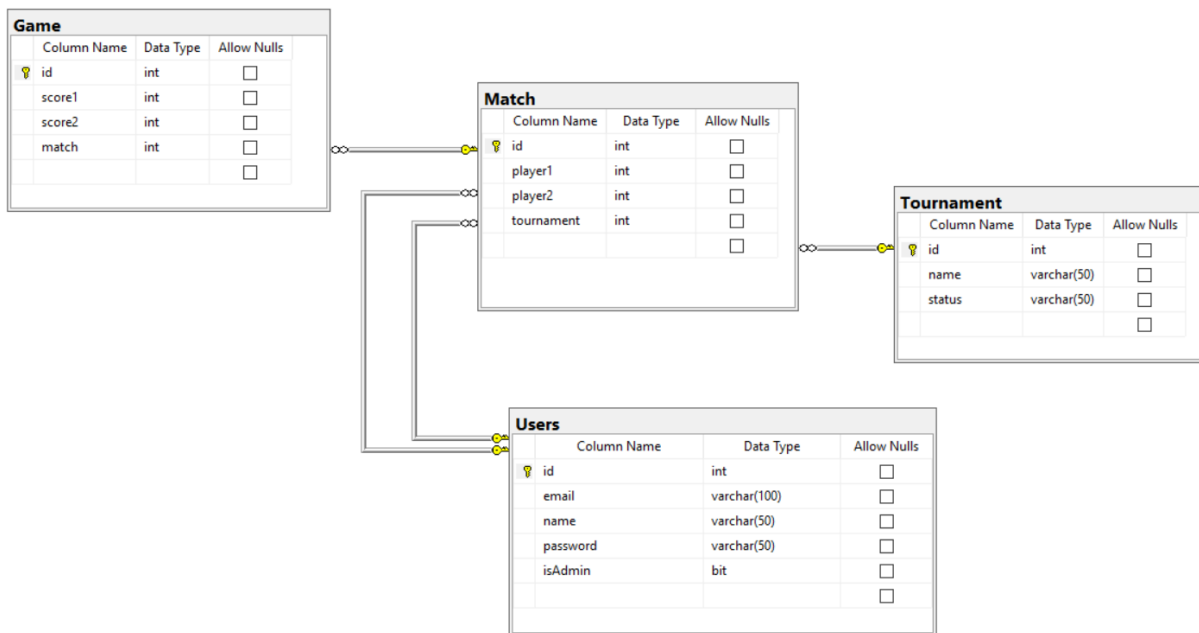 Game
Column Name Data Type Allow Nulls
id int
score1 int
score2 int
match int
Match
Column Name Data Type Allow Nulls
id int
player1 int
player2 int
tournament int
Tournament
Column Name Data Type Allow Nulls
id int
name varchar(50)
status varchar(50)
Users
Column Name Data Type Allow Nulls
id int
email varchar(100)
name varchar(50)
password varchar(50)
isAdmin bit